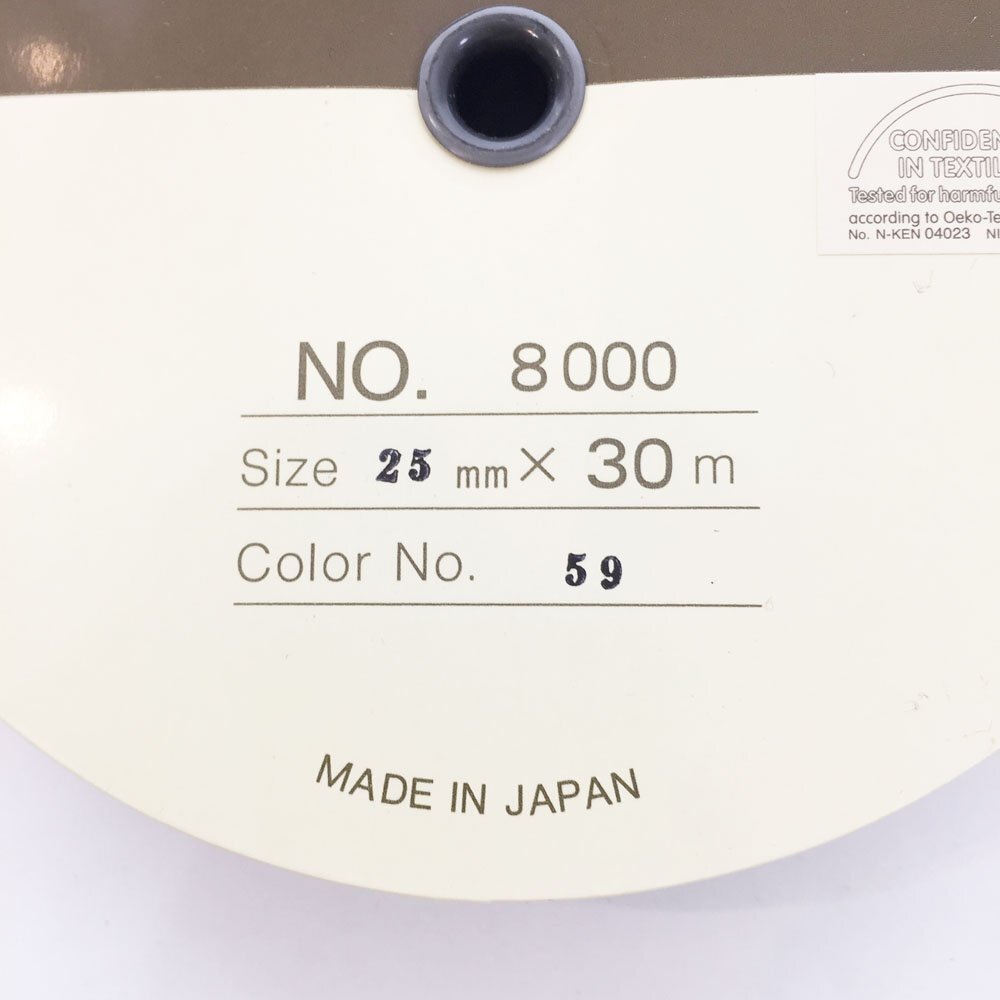 CONFIDEN
IN TEXTIL
Tested for harmfu
according to Oeko-Te
No. N-KEN 04023 NI
NO. 8000
Size 25 mm × 30 m
Color No. 59
MADE IN JAPAN